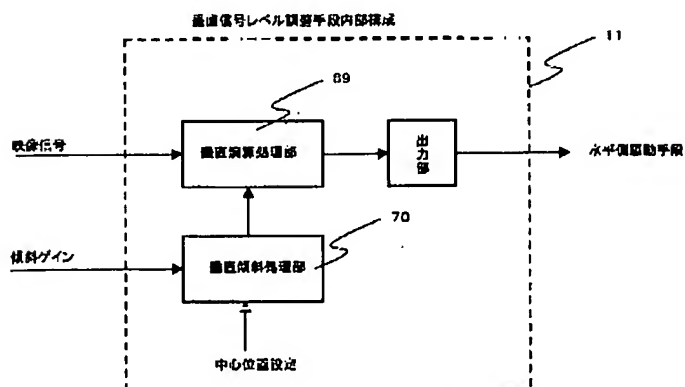 垂直信号レベル調整手段内部構成
11
69
映像信号
垂直演算処理部
出力部
水平側駆動手段
70
傾斜ゲイン
垂直傾斜処理部
中心位置設定